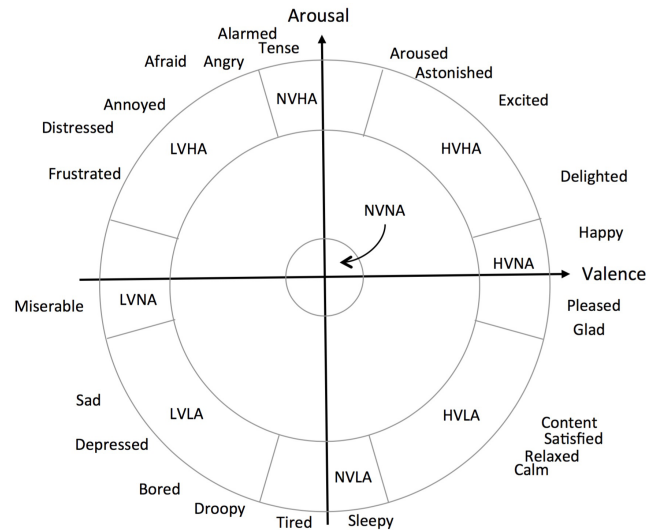 Arousal
Alarmed
Tense
Afraid
Angry
Aroused
Astonished
Annoyed
NVHA
Excited
Distressed
LVHA
HVHA
Frustrated
Delighted
NVNA
Happy
HVNA
Valence
Miserable
LVNA
Pleased
Glad
Sad
LVLA
HVLA
Depressed
Content
Satisfied
Relaxed
Calm
NVLA
Bored
Droopy
Tired
Sleepy